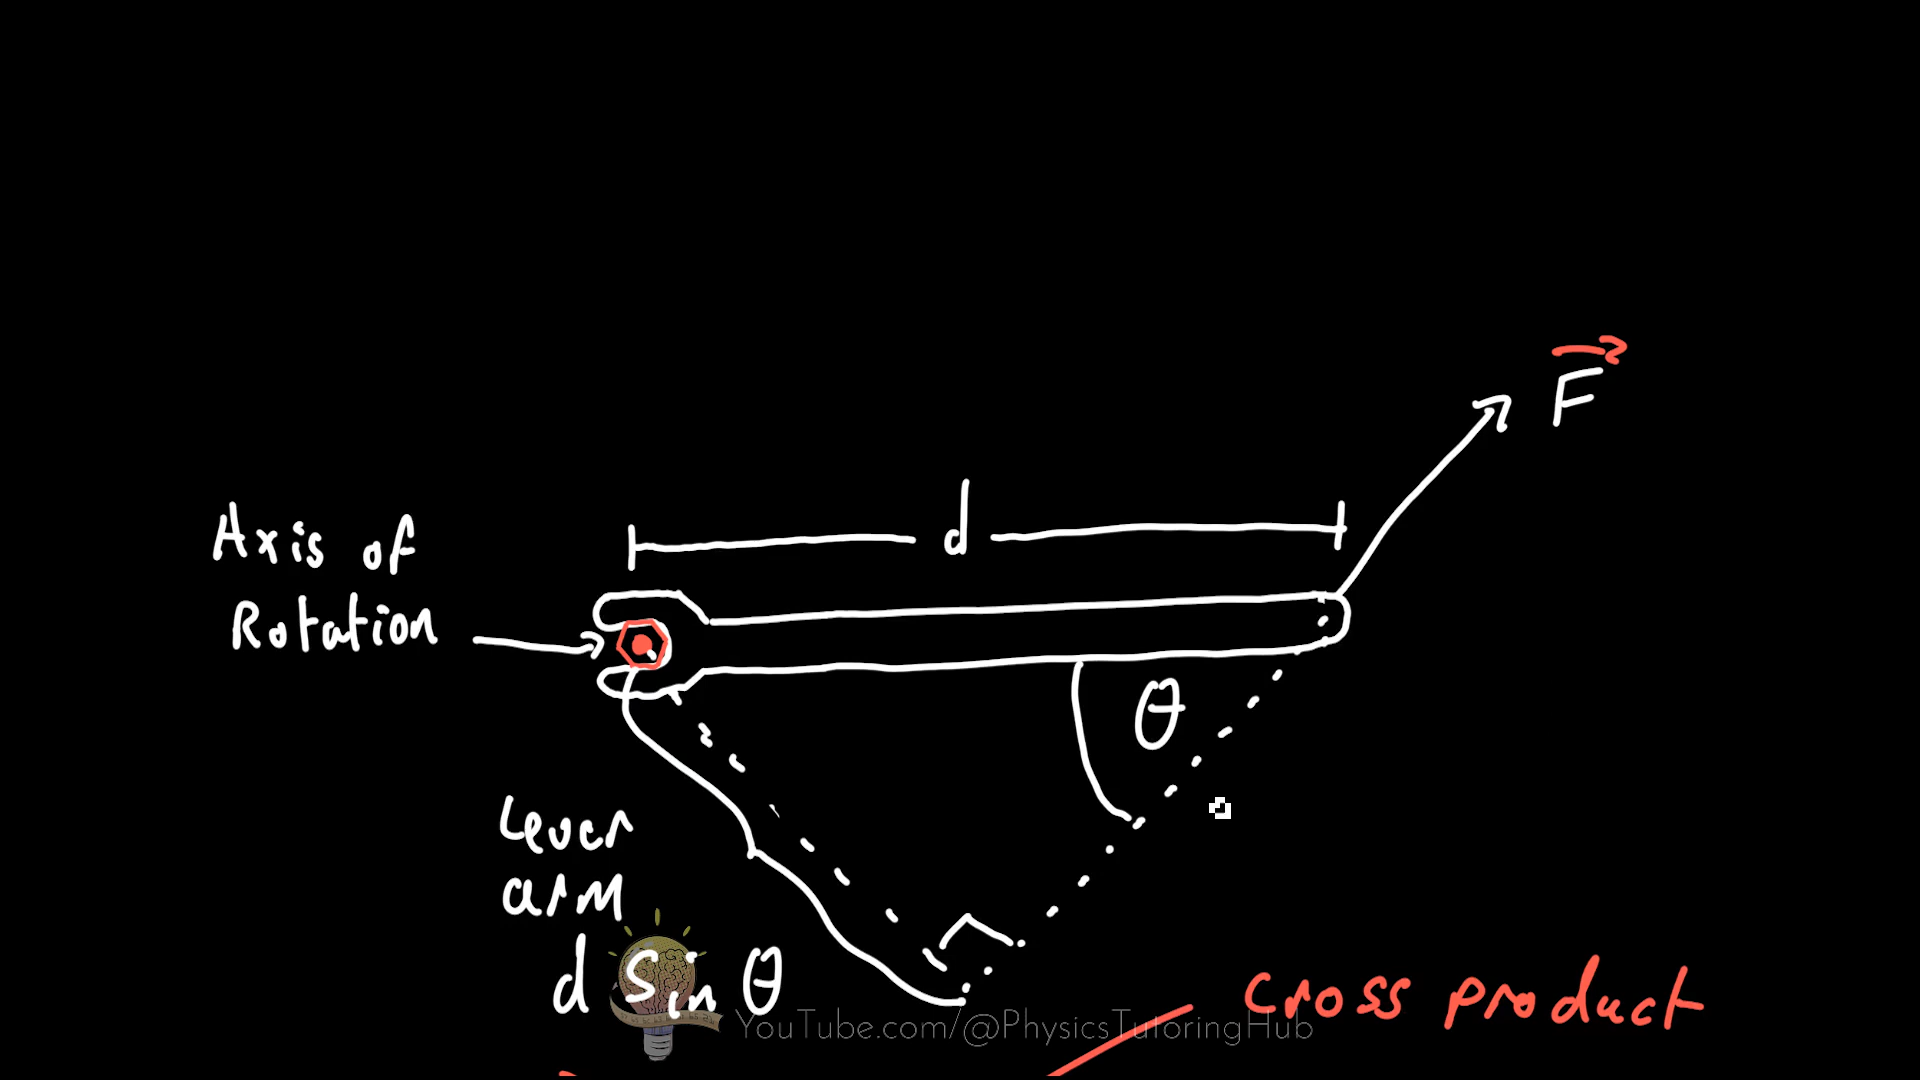 F
d
Axis of
Rotation
θ
Lever
arm
d Sin θ
Cross product
YouTube.com/@PhysicsTutoringHub